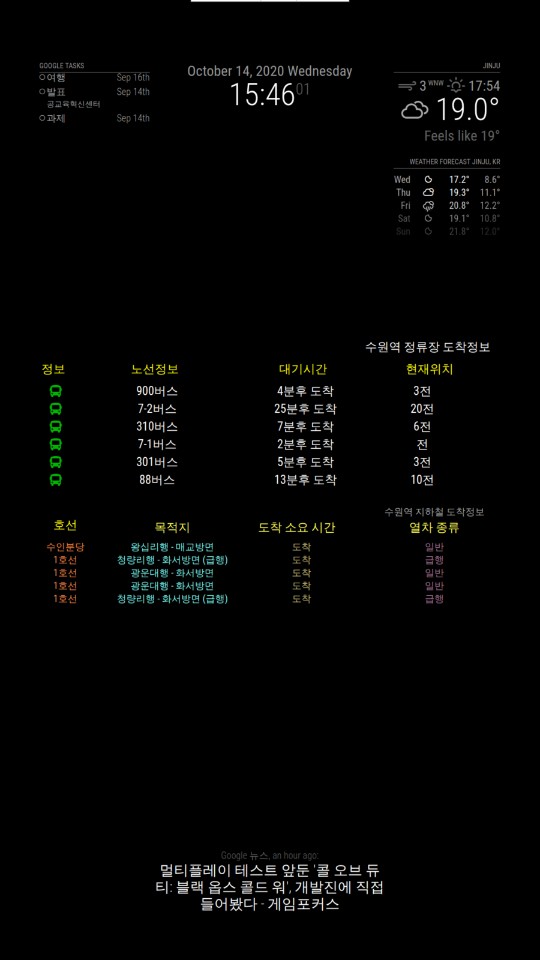 GOOGLE TASKS
여행 Sep 16th
발표 Sep 14th
공교육혁신센터
과제 Sep 14th
October 14, 2020 Wednesday
15:46 01
JINJU
3 WNW 17:54
19.0°
Feels like 19°
WEATHER FORECAST JINJU, KR
Wed 17.2° 8.6°
Thu 19.3° 11.1°
Fri 20.8° 12.2°
Sat 19.1° 10.8°
Sun 21.8° 12.0°
수원역 정류장 도착정보
정보 노선정보 대기시간 현재위치
900버스 4분후 도착 3전
7-2버스 25분후 도착 20전
310버스 7분후 도착 6전
7-1버스 2분후 도착 전
301버스 5분후 도착 3전
88버스 13분후 도착 10전
수원역 지하철 도착정보
호선 목적지 도착 소요 시간 열차 종류
수인분당 왕십리행 - 매교방면 도착 일반
1호선 청량리행 - 화서방면 (급행) 도착 급행
1호선 광운대행 - 화서방면 도착 일반
1호선 광운대행 - 화서방면 도착 일반
1호선 청량리행 - 화서방면 (급행) 도착 급행
Google 뉴스, an hour ago:
멀티플레이 테스트 앞둔 '콜 오브 듀
티: 블랙 옵스 콜드 워', 개발진에 직접
들어봤다 - 게임포커스